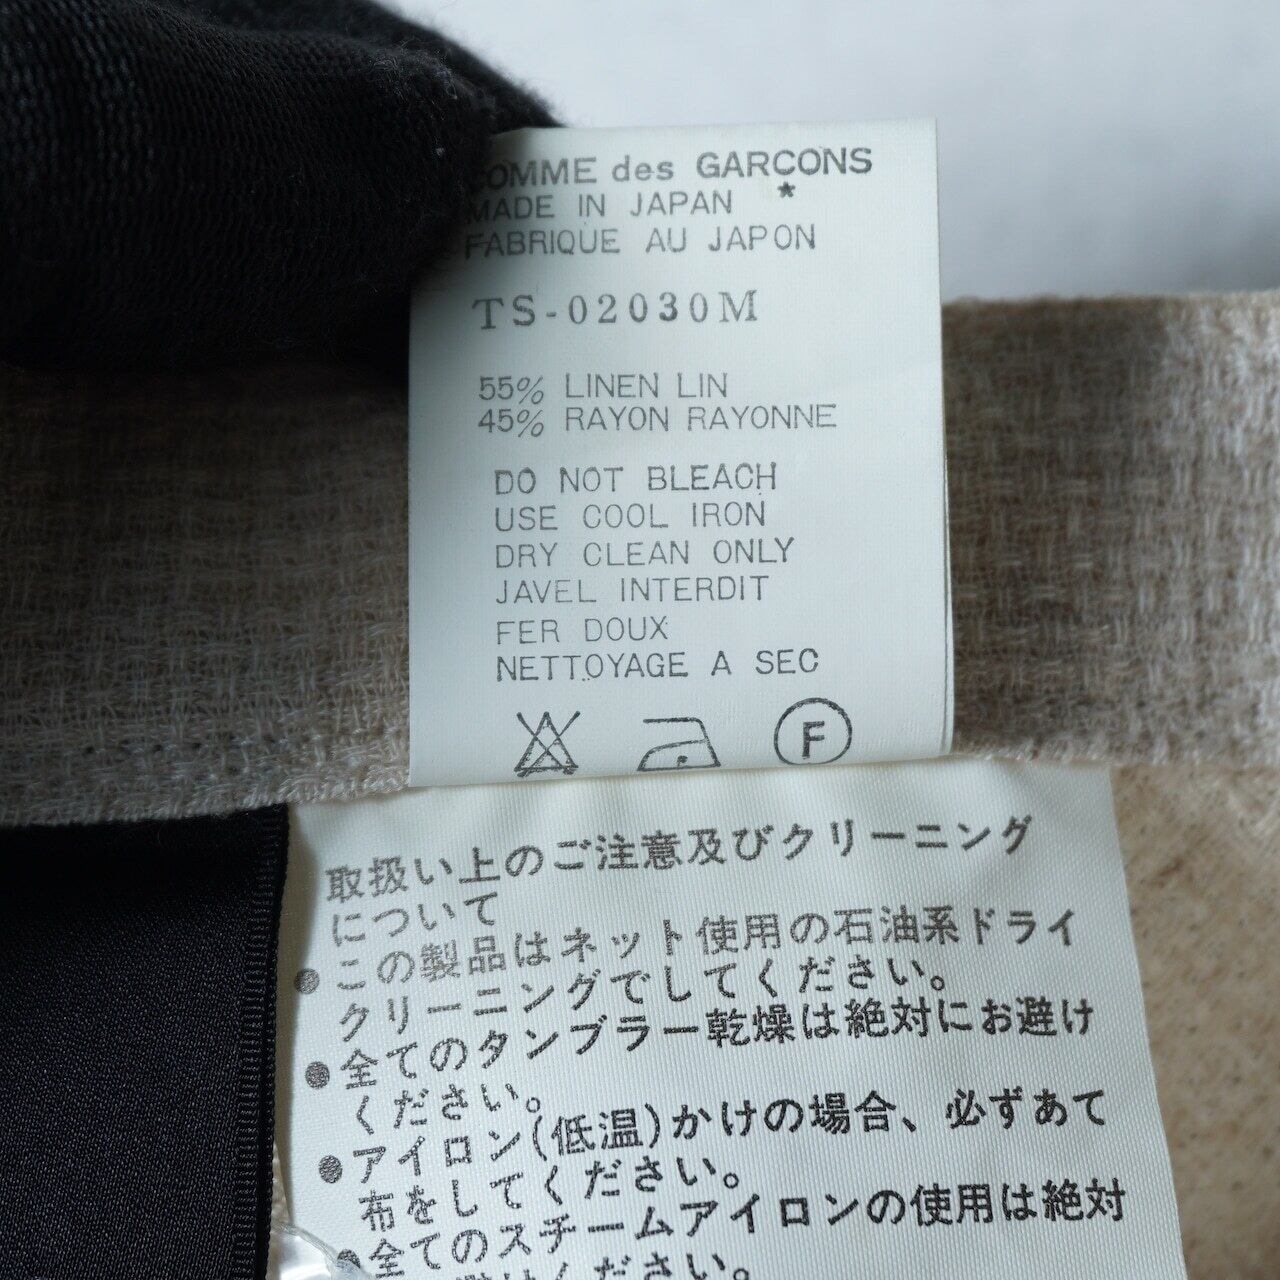 COMME des GARCONS
*
MADE IN JAPAN
FABRIQUE AU JAPON
TS-02030M
55% LINEN LIN
45% RAYON RAYONNE
DO NOT BLEACH
USE COOL IRON
DRY CLEAN ONLY
JAVEL INTERDIT
FER DOUX
NETTOYAGE A SEC
F
取扱い上のご注意及びクリーニング
について
●この製品はネット使用の石油系ドライ
クリーニングでしてください。
●全てのタンブラー乾燥は絶対にお避け
ください。
●アイロン(低温)かけの場合、必ずあて
布をしてください。
●全てのスチームアイロンの使用は絶対
ください。